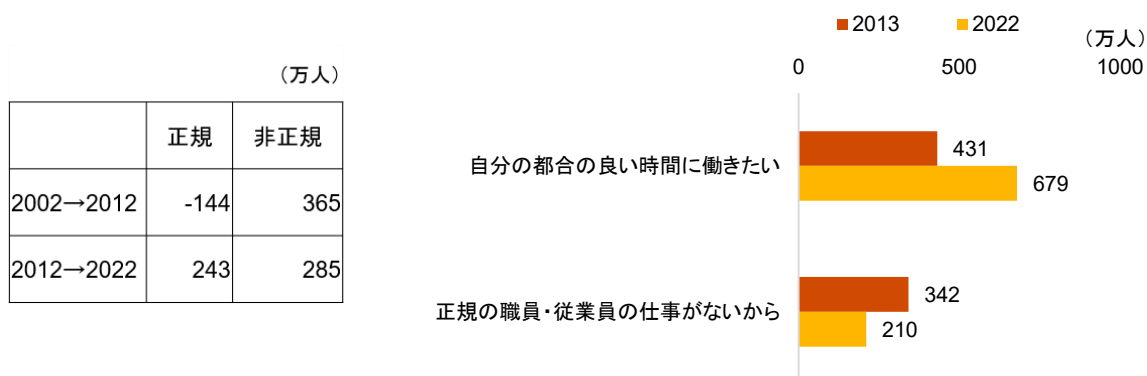 （万人）
正規 非正規
2002→2012 -144 365
2012→2022 243 285
2013 2022
（万人）
0 500 1000
自分の都合の良い時間に働きたい
431
679
正規の職員・従業員の仕事がないから
342
210